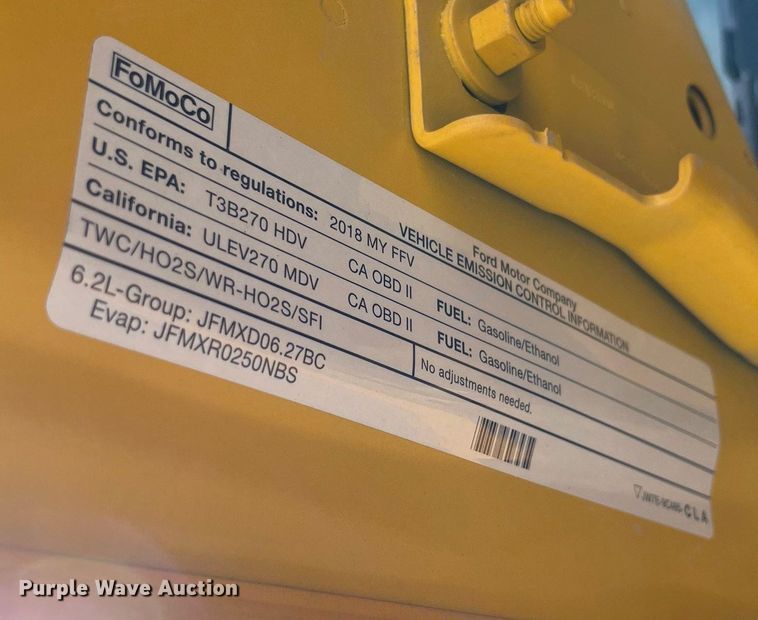 FoMoCo
Ford Motor Company
VEHICLE EMISSION CONTROL INFORMATION
Conforms to regulations: 2018 MY FFV
U.S. EPA: T3B270 HDV CA OBD II FUEL: Gasoline/Ethanol
California: ULEV270 MDV CA OBD II FUEL: Gasoline/Ethanol
TWC/HO2S/WR-HO2S/SFI No adjustments needed.
6.2L-Group: JFMXD06.27BC
Evap: JFMXR0250NBS
CLA
Purple Wave Auction